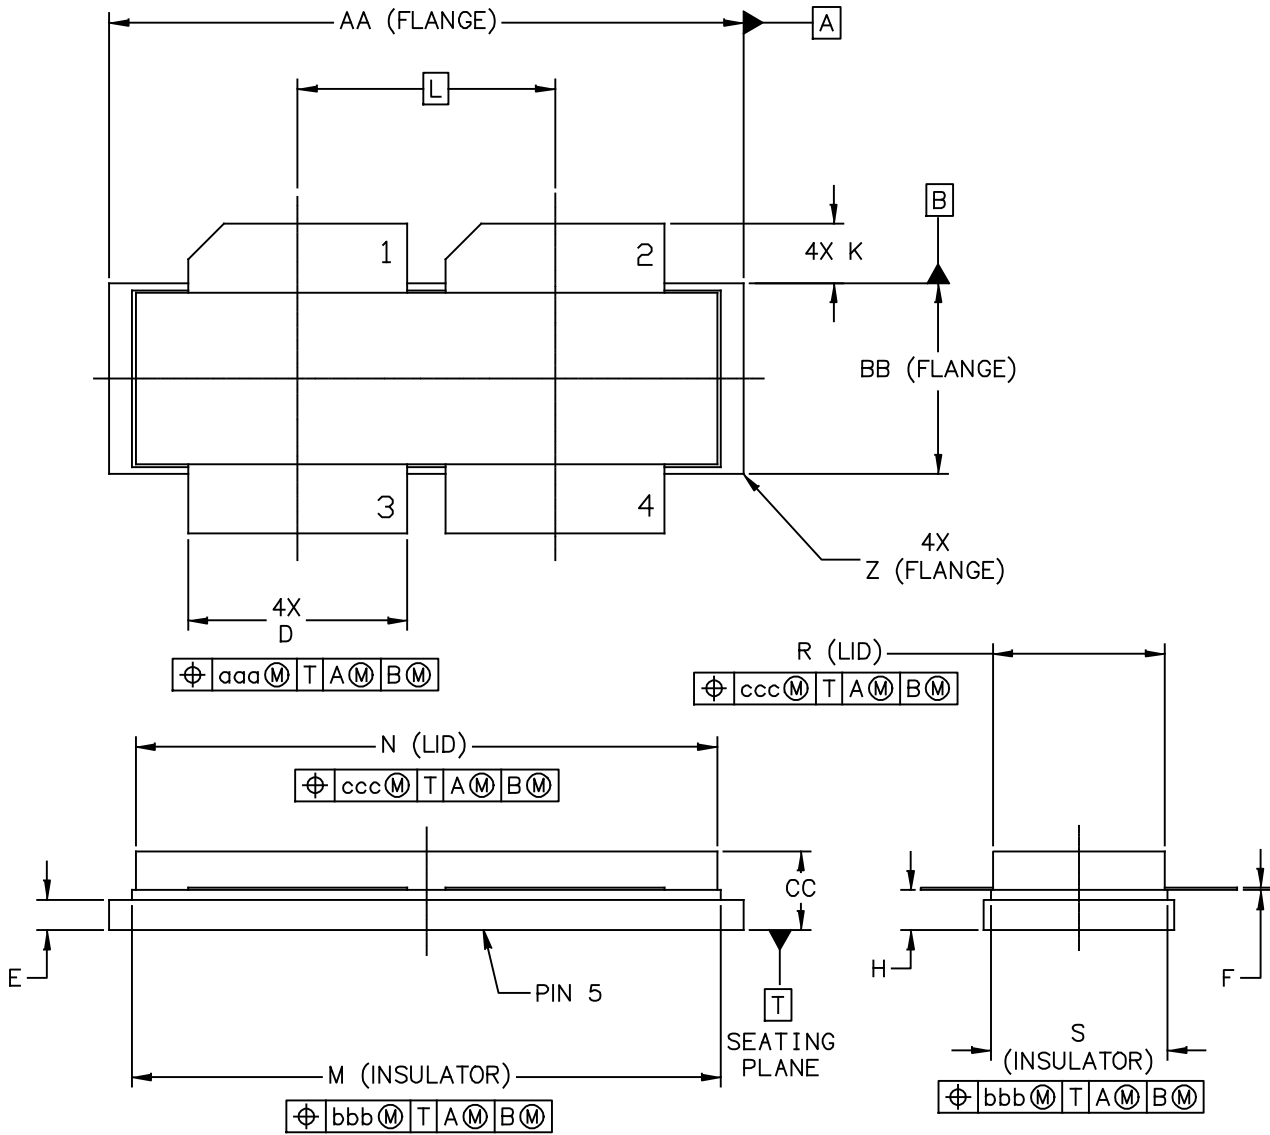 AA (FLANGE)
A
L
B
1
2
4X K
BB (FLANGE)
3
4
4X
Z (FLANGE)
4X
D
⌖ aaa Ⓜ T A Ⓜ B Ⓜ
R (LID)
⌖ ccc Ⓜ T A Ⓜ B Ⓜ
N (LID)
⌖ ccc Ⓜ T A Ⓜ B Ⓜ
CC
E
H
F
PIN 5
T
SEATING
PLANE
S
(INSULATOR)
M (INSULATOR)
⌖ bbb Ⓜ T A Ⓜ B Ⓜ
⌖ bbb Ⓜ T A Ⓜ B Ⓜ